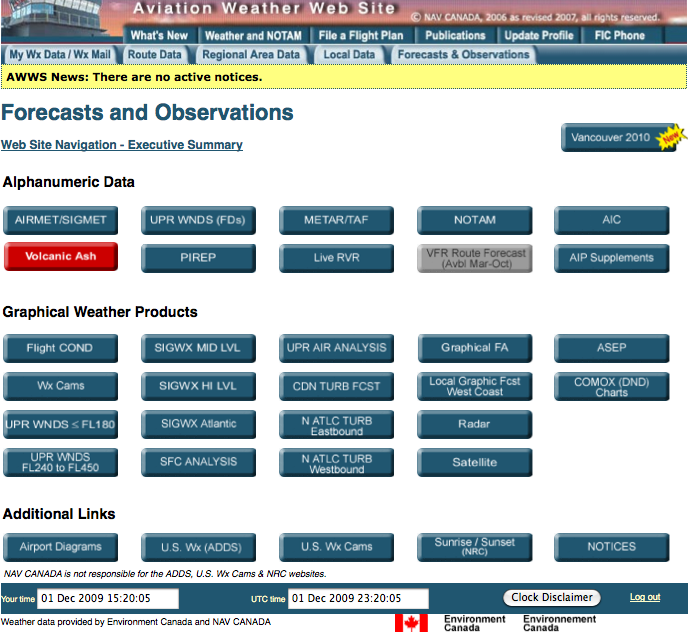 Aviation Weather Web Site
© NAV CANADA, 2006 as revised 2007, all rights reserved.
What's New Weather and NOTAM File a Flight Plan Publications Update Profile FIC Phone
My Wx Data / Wx Mail Route Data Regional Area Data Local Data Forecasts & Observations
AWWS News: There are no active notices.
Forecasts and Observations
Vancouver 2010 New
Web Site Navigation - Executive Summary
Alphanumeric Data
AIRMET/SIGMET UPR WNDS (FDs) METAR/TAF NOTAM AIC
Volcanic Ash PIREP Live RVR VFR Route Forecast
(Avbl Mar-Oct) AIP Supplements
Graphical Weather Products
Flight COND SIGWX MID LVL UPR AIR ANALYSIS Graphical FA ASEP
Wx Cams SIGWX HI LVL CDN TURB FCST Local Graphic Fcst
West Coast COMOX (DND)
Charts
UPR WNDS ≤ FL180 SIGWX Atlantic N ATLC TURB
Eastbound Radar
UPR WNDS
FL240 to FL450 SFC ANALYSIS N ATLC TURB
Westbound Satellite
Additional Links
Airport Diagrams U.S. Wx (ADDS) U.S. Wx Cams Sunrise / Sunset
(NRC) NOTICES
NAV CANADA is not responsible for the ADDS, U.S. Wx Cams & NRC websites.
Your time 01 Dec 2009 15:20:05 UTC time 01 Dec 2009 23:20:05 Clock Disclaimer Log out
Weather data provided by Environment Canada and NAV CANADA
Environment
Canada
Environnement
Canada